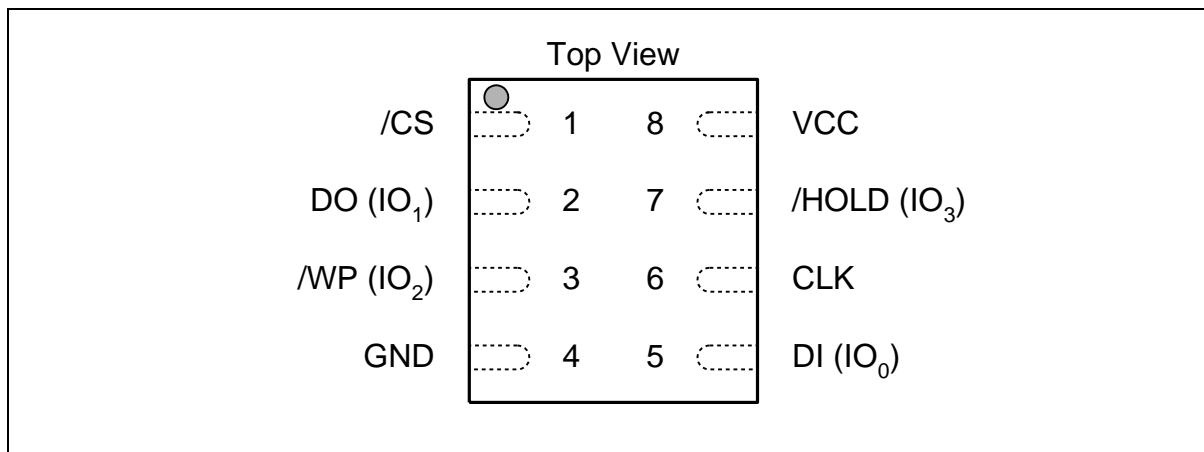 Top View
/CS 1 8 VCC
DO (IO₁) 2 7 /HOLD (IO₃)
/WP (IO₂) 3 6 CLK
GND 4 5 DI (IO₀)